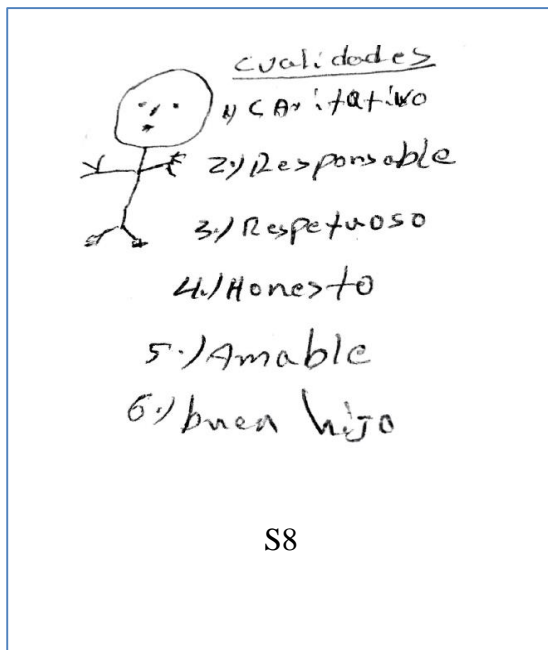 Cualidades
1) CAritativo
2.) Responsable
3.) Respetuoso
4.) Honesto
5.) Amable
6.) buen hijo
S8